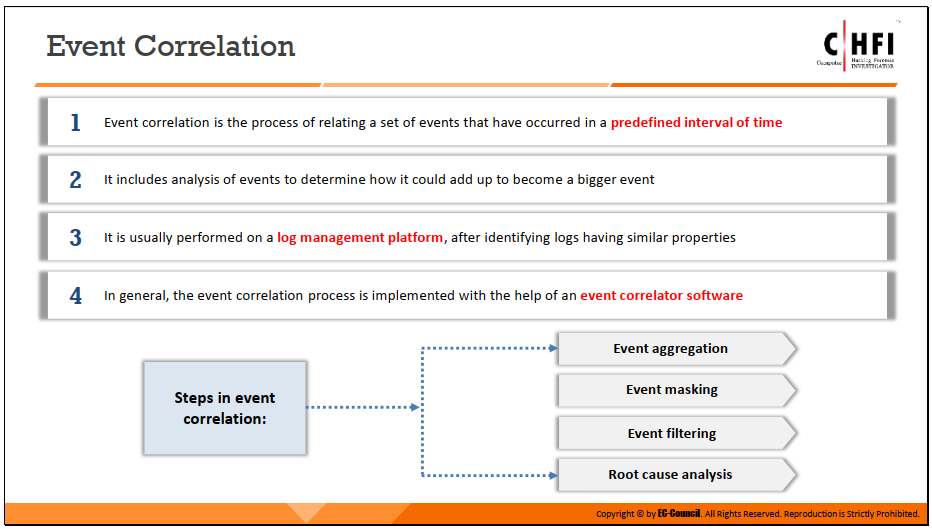 Event Correlation
CHFI
Computer Hacking Forensic
INVESTIGATOR
1 Event correlation is the process of relating a set of events that have occurred in a predefined interval of time
2 It includes analysis of events to determine how it could add up to become a bigger event
3 It is usually performed on a log management platform, after identifying logs having similar properties
4 In general, the event correlation process is implemented with the help of an event correlator software
Steps in event
correlation:
Event aggregation
Event masking
Event filtering
Root cause analysis
Copyright © by EC-Council. All Rights Reserved. Reproduction is Strictly Prohibited.